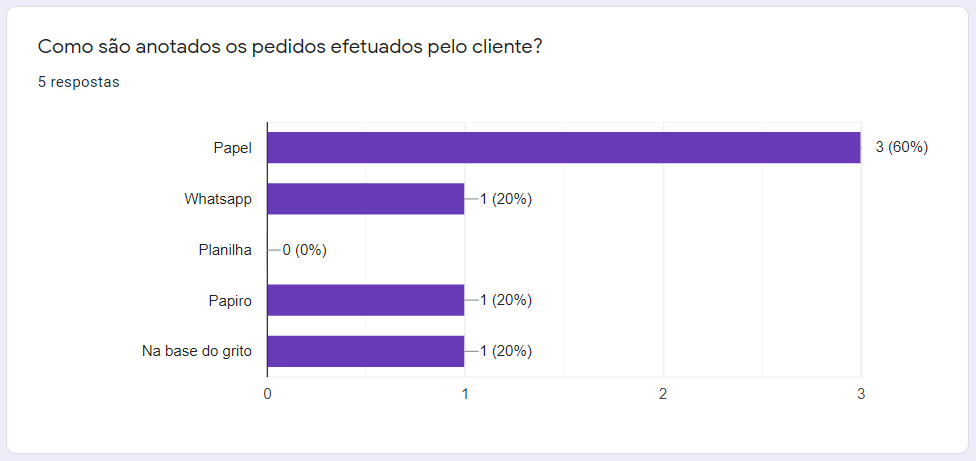 Como são anotados os pedidos efetuados pelo cliente?
5 respostas
Papel 3 (60%)
Whatsapp 1 (20%)
Planilha 0 (0%)
Papiro 1 (20%)
Na base do grito 1 (20%)
0 1 2 3